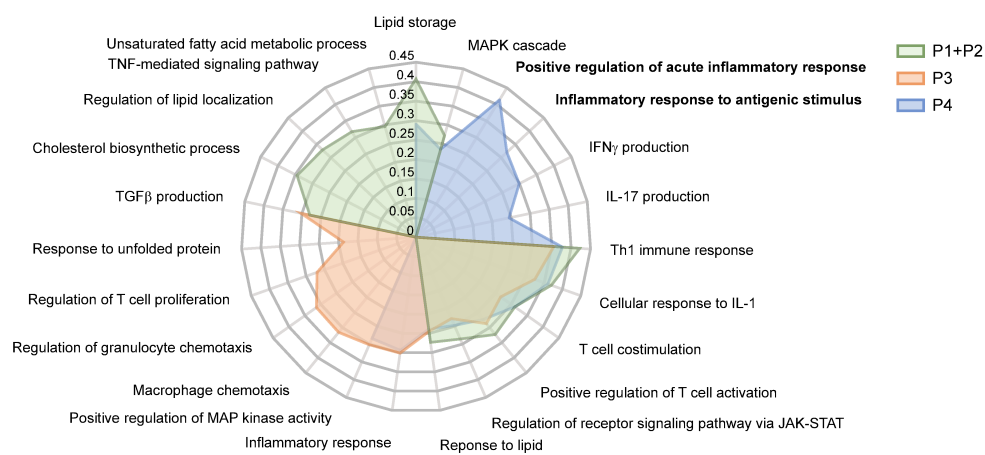 Lipid storage
Unsaturated fatty acid metabolic process
MAPK cascade
TNF-mediated signaling pathway
Positive regulation of acute inflammatory response
Regulation of lipid localization
Inflammatory response to antigenic stimulus
Cholesterol biosynthetic process
IFNγ production
TGFβ production
IL-17 production
Response to unfolded protein
Th1 immune response
Regulation of T cell proliferation
Cellular response to IL-1
Regulation of granulocyte chemotaxis
T cell costimulation
Macrophage chemotaxis
Positive regulation of T cell activation
Positive regulation of MAP kinase activity
Regulation of receptor signaling pathway via JAK-STAT
Inflammatory response
Reponse to lipid
0.45
0.4
0.35
0.3
0.25
0.2
0.15
0.1
0.05
0
P1+P2
P3
P4